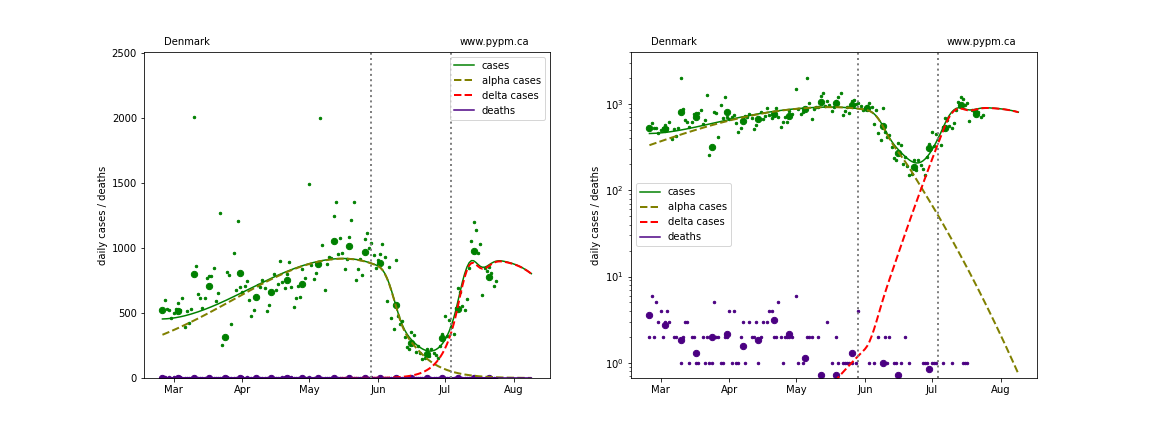 Denmark www.pypm.ca
2500
2000
1500
1000
500
0
daily cases / deaths
cases
alpha cases
delta cases
deaths
Mar Apr May Jun Jul Aug
Denmark www.pypm.ca
10³
10²
10¹
10⁰
daily cases / deaths
cases
alpha cases
delta cases
deaths
Mar Apr May Jun Jul Aug